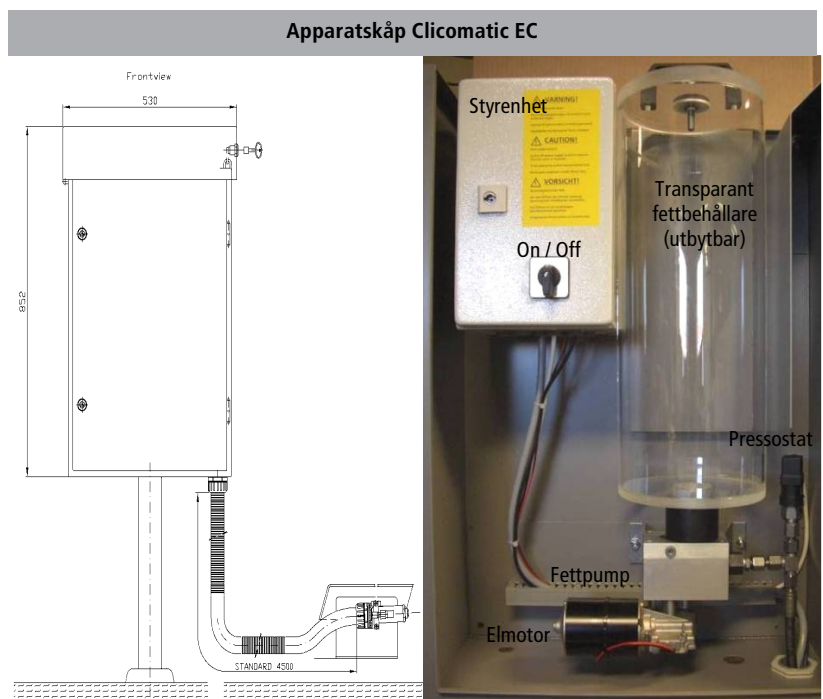 Apparatskåp Clicomatic EC
Frontview
530
852
STANDARD 4500
Styrenhet
WARNING!
CAUTION!
VORSICHT!
On / Off
Transparant
fettbehållare
(utbytbar)
Pressostat
Fettpump
Elmotor